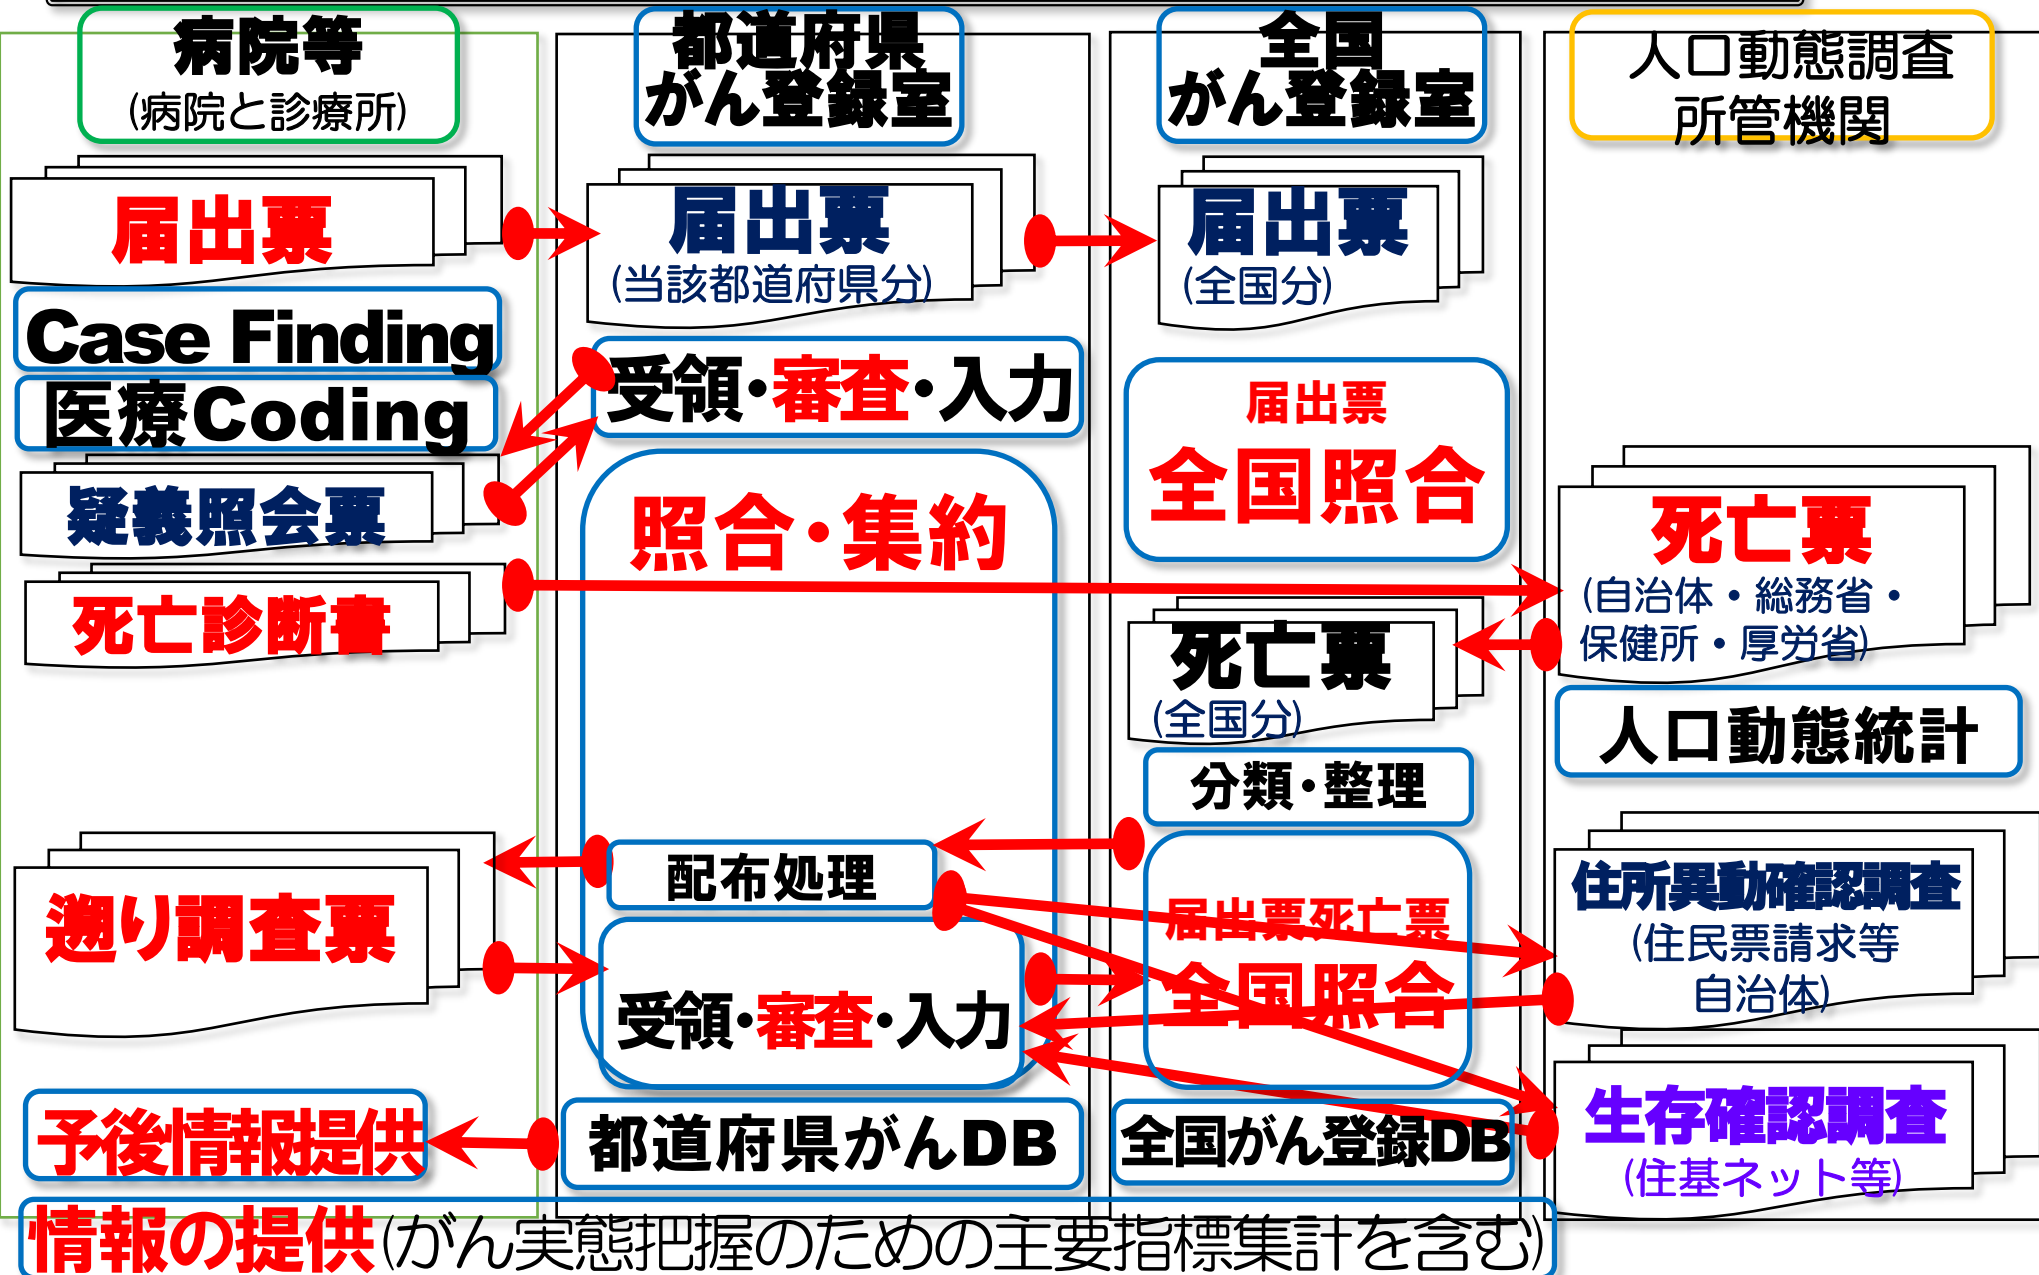 病院等
(病院と診療所)
届出票
Case Finding
医療Coding
疑義照会票
死亡診断書
遡り調査票
予後情報提供
都道府県
がん登録室
届出票
(当該都道府県分)
受領・審査・入力
照合・集約
配布処理
受領・審査・入力
都道府県がんDB
全国
がん登録室
届出票
(全国分)
届出票
全国照合
死亡票
(全国分)
分類・整理
届出票死亡票
全国照合
全国がん登録DB
人口動態調査
所管機関
死亡票
(自治体・総務省・
保健所・厚労省)
人口動態統計
住所異動確認調査
(住民票請求等
自治体)
生存確認調査
(住基ネット等)
情報の提供(がん実態把握のための主要指標集計を含む)